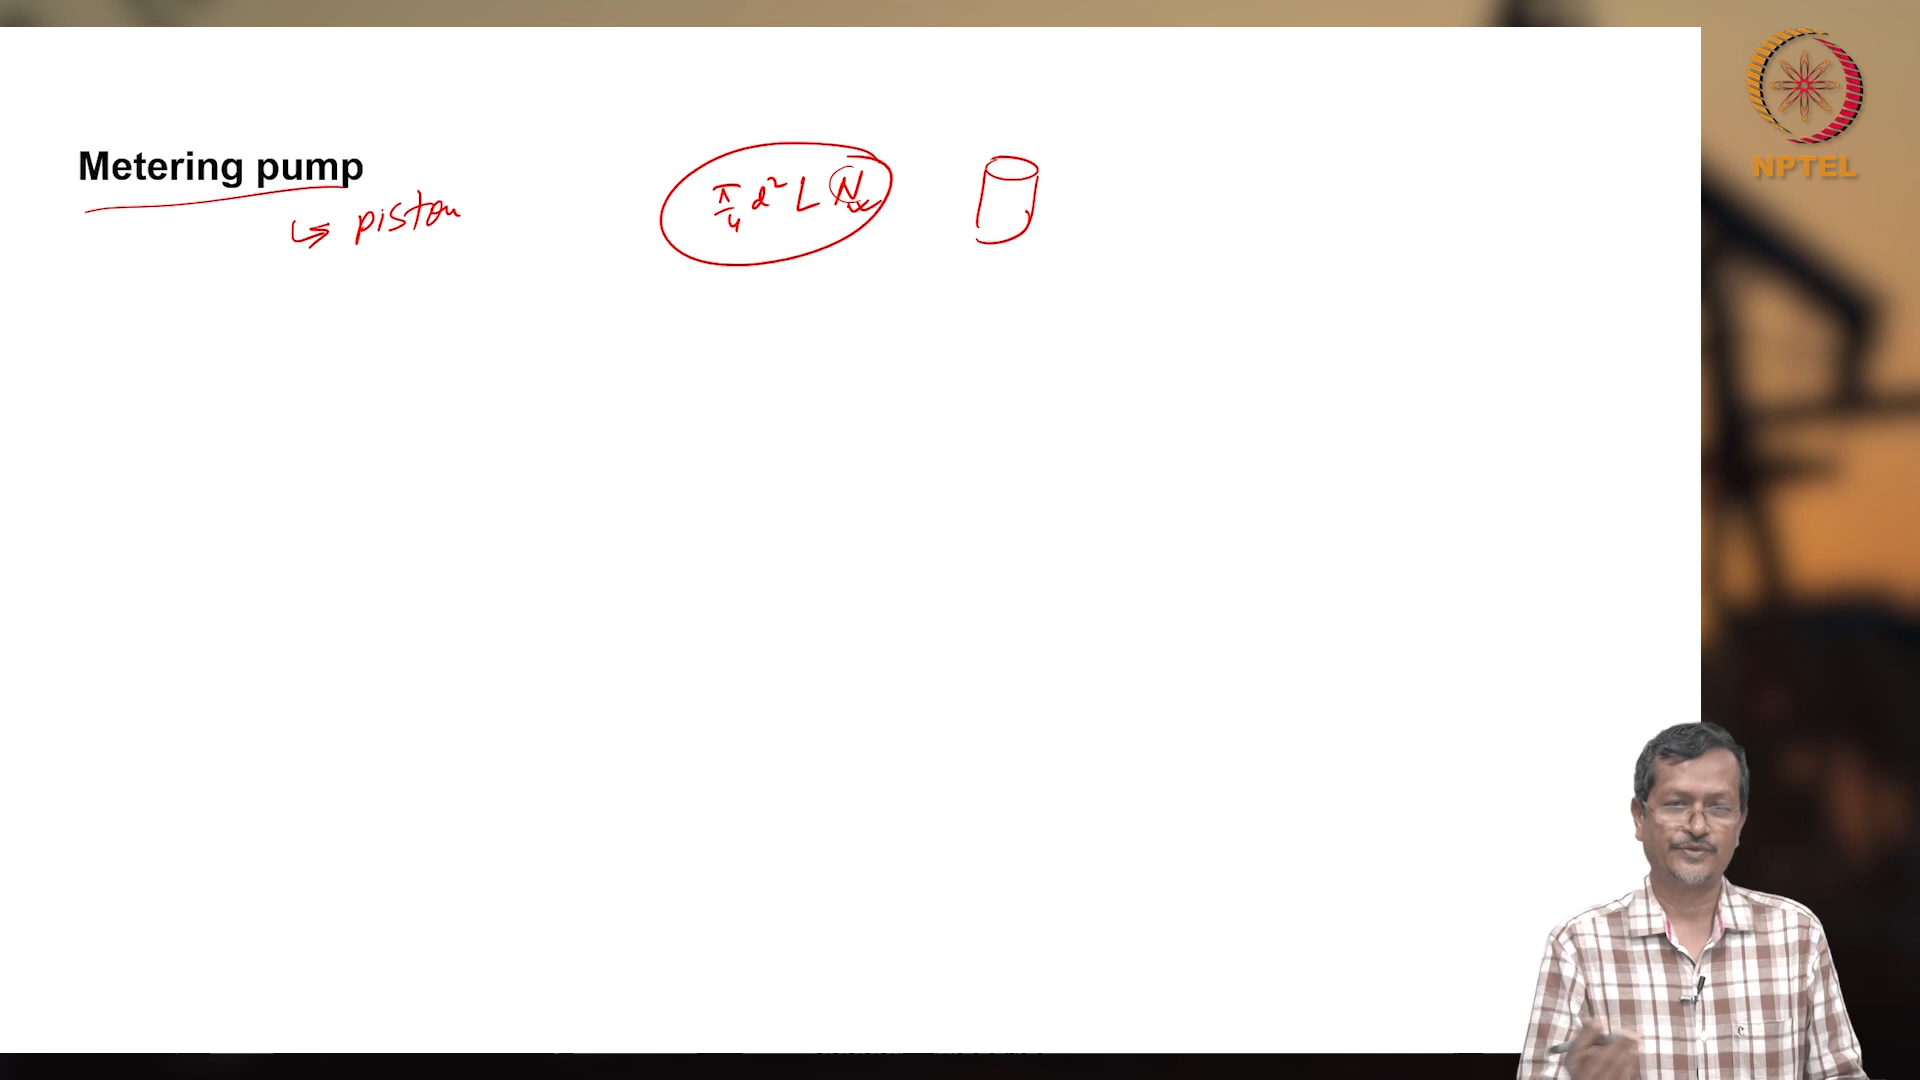 Metering pump
↳ piston
π/4 d² L N
NPTEL